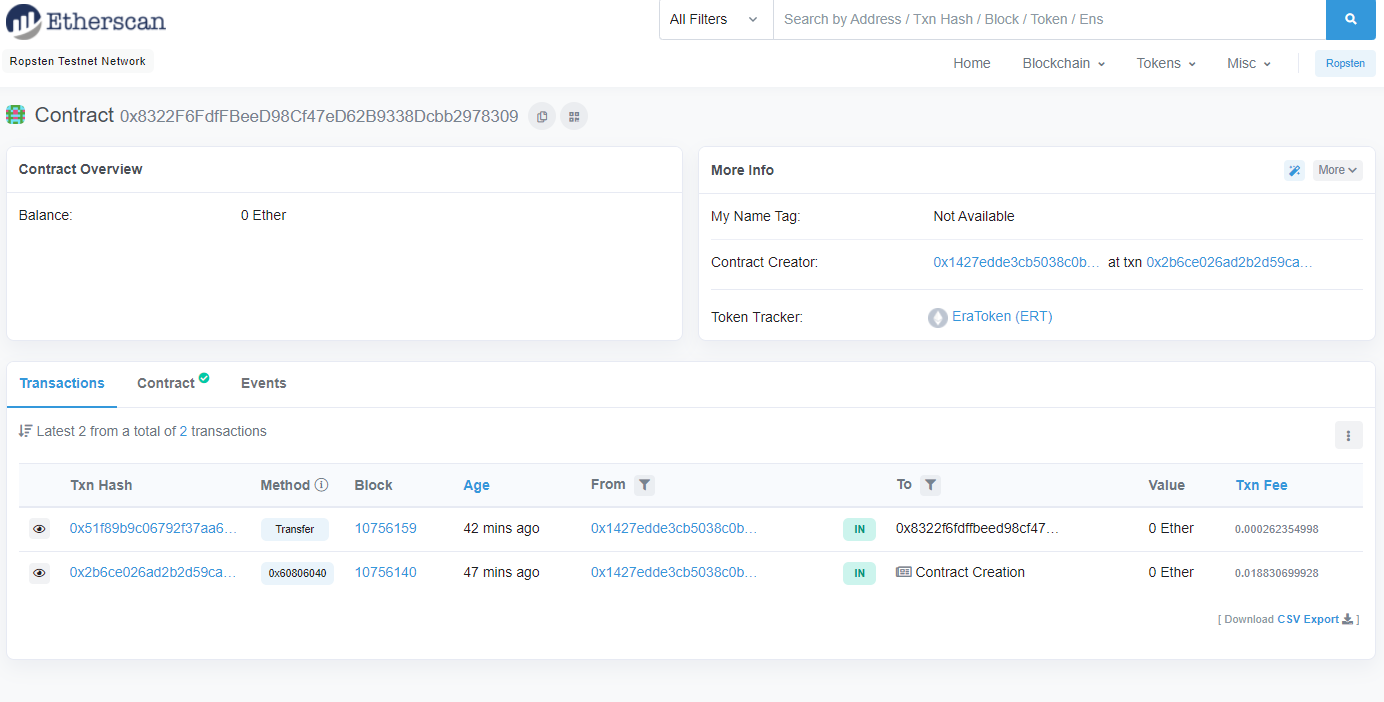 Etherscan
All Filters Search by Address / Txn Hash / Block / Token / Ens
Ropsten Testnet Network
Home Blockchain Tokens Misc Ropsten
Contract 0x8322F6FdfFBeeD98Cf47eD62B9338Dcbb2978309
Contract Overview
Balance: 0 Ether
More Info More
My Name Tag: Not Available
Contract Creator: 0x1427edde3cb5038c0b... at txn 0x2b6ce026ad2b2d59ca...
Token Tracker: EraToken (ERT)
Transactions Contract Events
Latest 2 from a total of 2 transactions
Txn Hash Method Block Age From To Value Txn Fee
0x51f89b9c06792f37aa6... Transfer 10756159 42 mins ago 0x1427edde3cb5038c0b... IN 0x8322f6fdffbeed98cf47... 0 Ether 0.000262354998
0x2b6ce026ad2b2d59ca... 0x60806040 10756140 47 mins ago 0x1427edde3cb5038c0b... IN Contract Creation 0 Ether 0.018830699928
[ Download CSV Export ]